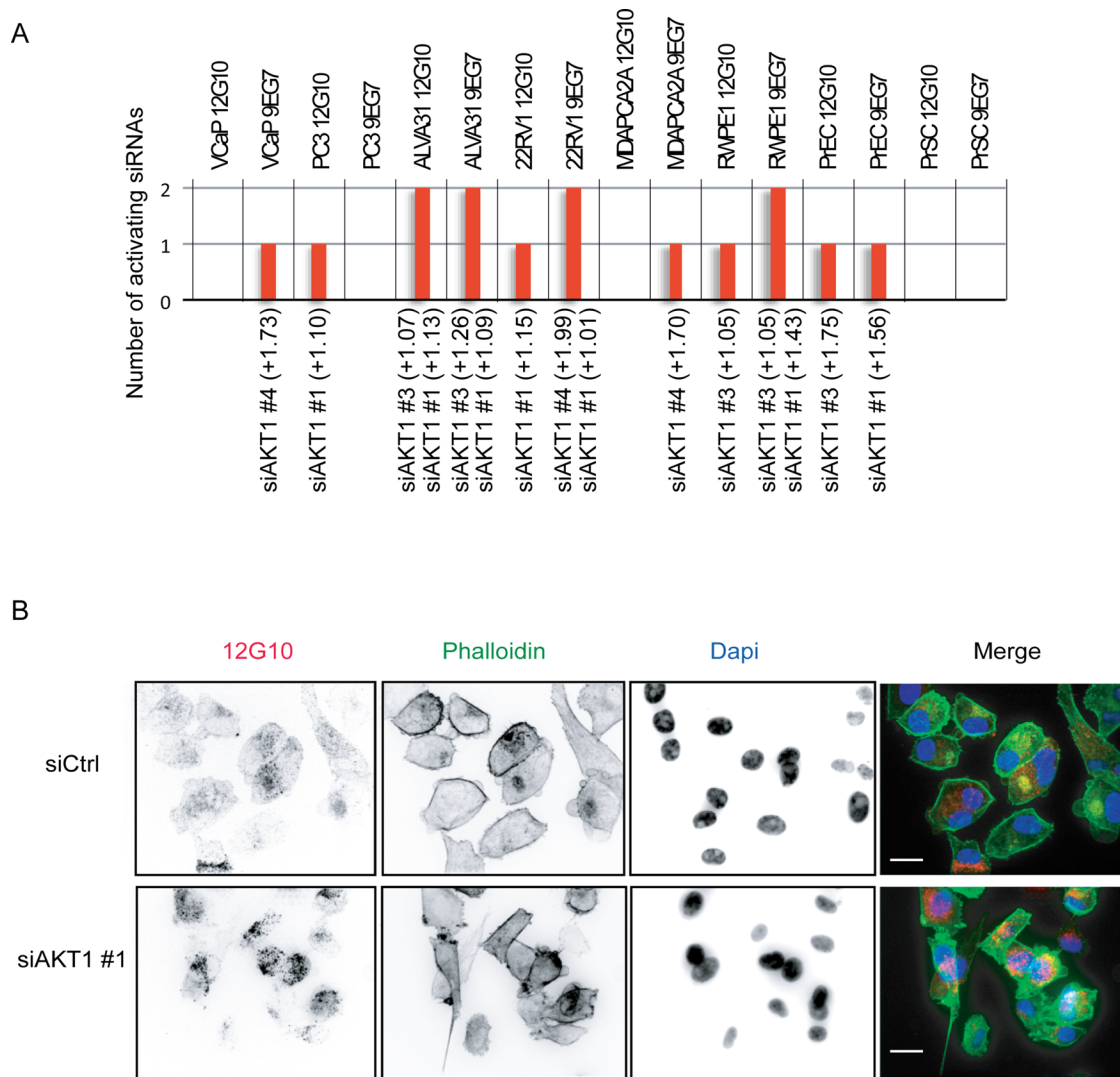 A
Number of activating siRNAs
VCaP 12G10
VCaP 9EG7
PC3 12G10
PC3 9EG7
ALVA31 12G10
ALVA31 9EG7
22RV1 12G10
22RV1 9EG7
MDAPCA2A 12G10
MDAPCA2A 9EG7
RWPE1 12G10
RWPE1 9EG7
PrEC 12G10
PrEC 9EG7
PrSC 12G10
PrSC 9EG7
2
1
0
siAKT1 #4 (+1.73)
siAKT1 #1 (+1.10)
siAKT1 #3 (+1.07)
siAKT1 #1 (+1.13)
siAKT1 #3 (+1.26)
siAKT1 #1 (+1.09)
siAKT1 #1 (+1.15)
siAKT1 #4 (+1.99)
siAKT1 #1 (+1.01)
siAKT1 #4 (+1.70)
siAKT1 #3 (+1.05)
siAKT1 #3 (+1.05)
siAKT1 #1 (+1.43)
siAKT1 #3 (+1.75)
siAKT1 #1 (+1.56)
B
12G10 Phalloidin Dapi Merge
siCtrl
siAKT1 #1